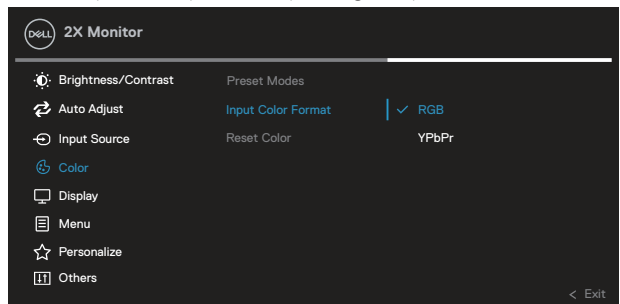 DELL 2X Monitor
Brightness/Contrast Preset Modes
Auto Adjust Input Color Format ✓ RGB
Input Source Reset Color YPbPr
Color
Display
Menu
Personalize
Others
< Exit